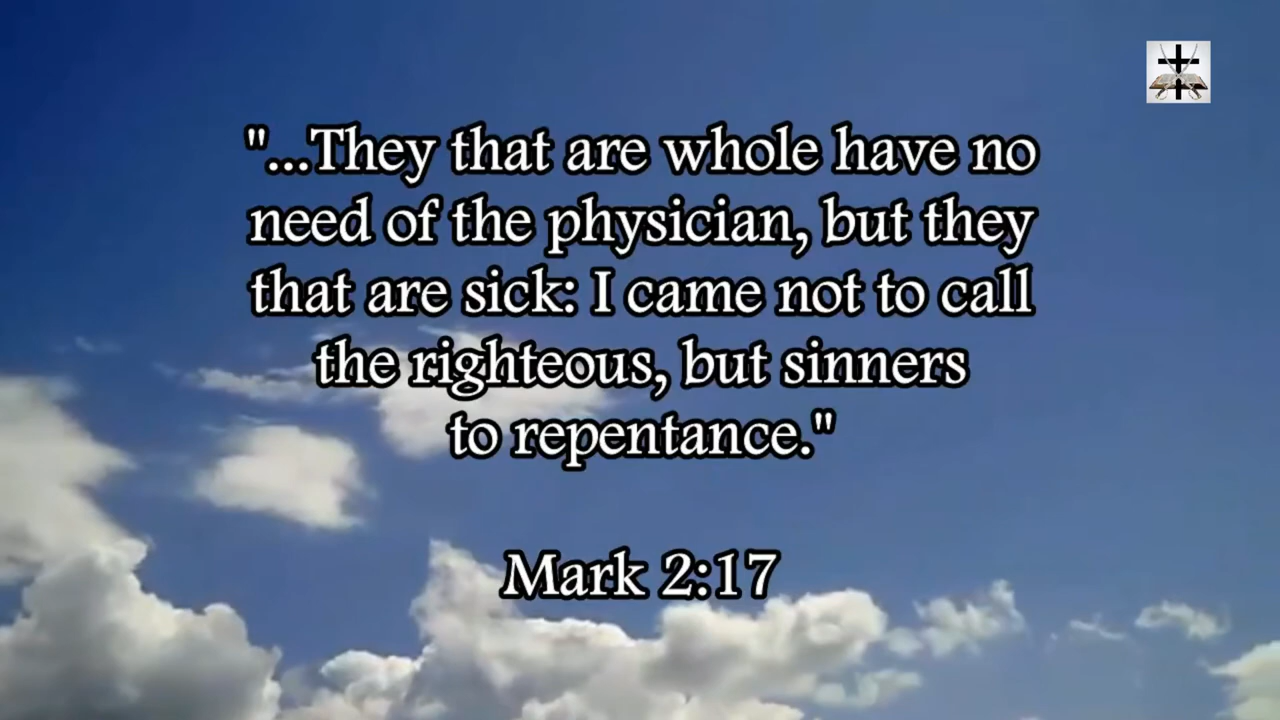 "...They that are whole have no
need of the physician, but they
that are sick: I came not to call
the righteous, but sinners
to repentance."
Mark 2:17